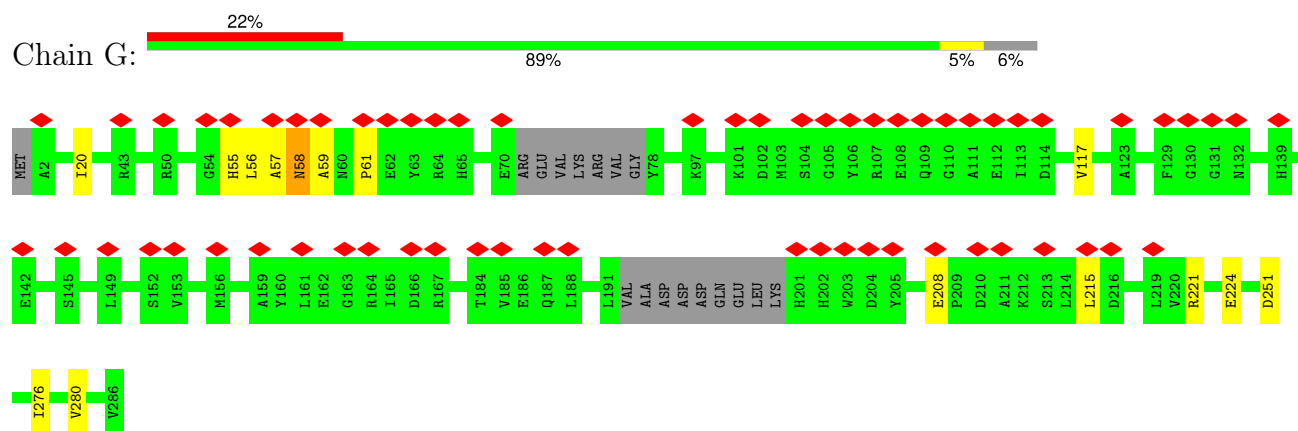 22%
Chain G:
89% 5% 6%
MET A2 I20 R43 R50 G54 H55 L56 A57 N58 A59 N60 P61 E62 Y63 R64 H65 E70 ARG GLU VAL LYS ARG VAL GLY Y78 K97 K101 D102 M103 S104 G105 Y106 R107 E108 Q109 G110 A111 E112 I113 D114 V117 A123 F129 G130 G131 N132 H139
E142 S145 L149 S152 V153 M156 A159 Y160 L161 E162 G163 R164 I165 D166 R167 T184 V185 E186 Q187 L188 L191 VAL ALA ASP ASP ASP GLN GLU LEU LYS H201 H202 W203 D204 Y205 E208 P209 D210 A211 K212 S213 L214 L215 D216 L219 V220 R221 E224 D251
I276 V280 V286